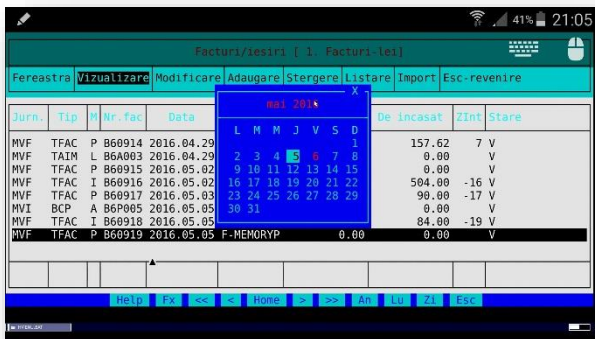 41% 21:05
Facturi/iesiri [ 1. Facturi-lei]
Fereastra Vizualizare Modificare Adaugare Stergere Listare Import Esc-revenire
X
mai 201
Jurn. Tip M Nr.fac Data De incasat ZInt Stare
L M M J V S D
1
MVF TFAC P B60914 2016.04.29 157.62 7 V
2 3 4 5 6 7 8
MVF TAIM L B6A003 2016.04.29 0.00 V
9 10 11 12 13 14 15
MVF TFAC P B60915 2016.05.02 0.00 V
16 17 18 19 20 21 22
MVF TFAC I B60916 2016.05.02 504.00 -16 V
23 24 25 26 27 28 29
MVF TFAC P B60917 2016.05.03 90.00 -17 V
30 31
MVI BCP A B6P005 2016.05.05 0.00 V
MVF TFAC I B60918 2016.05.05 84.00 -19 V
MVF TFAC P B60919 2016.05.05 F-MEMORYP 0.00 0.00 V
Help Fx << < Home > >> An Lu Zi Esc